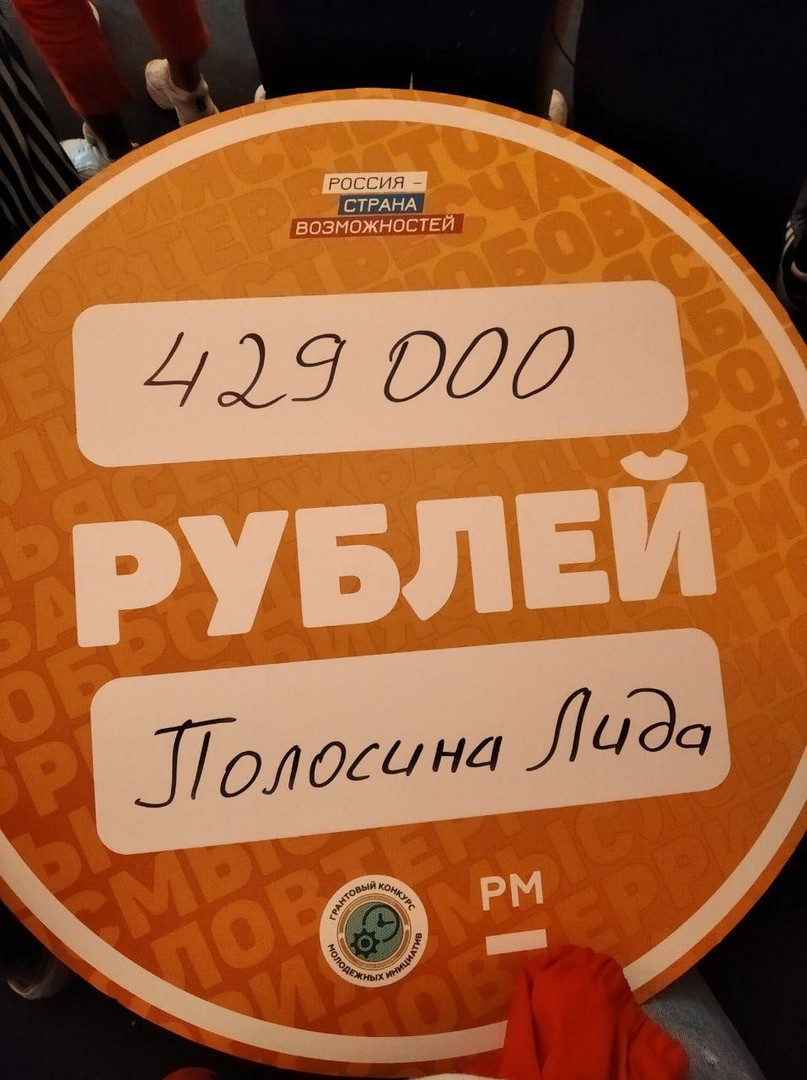 РОССИЯ –
СТРАНА
ВОЗМОЖНОСТЕЙ
429 000
РУБЛЕЙ
Полосина Лида
ГРАНТОВЫЙ КОНКУРС
МОЛОДЕЖНЫХ ИНИЦИАТИВ
РМ